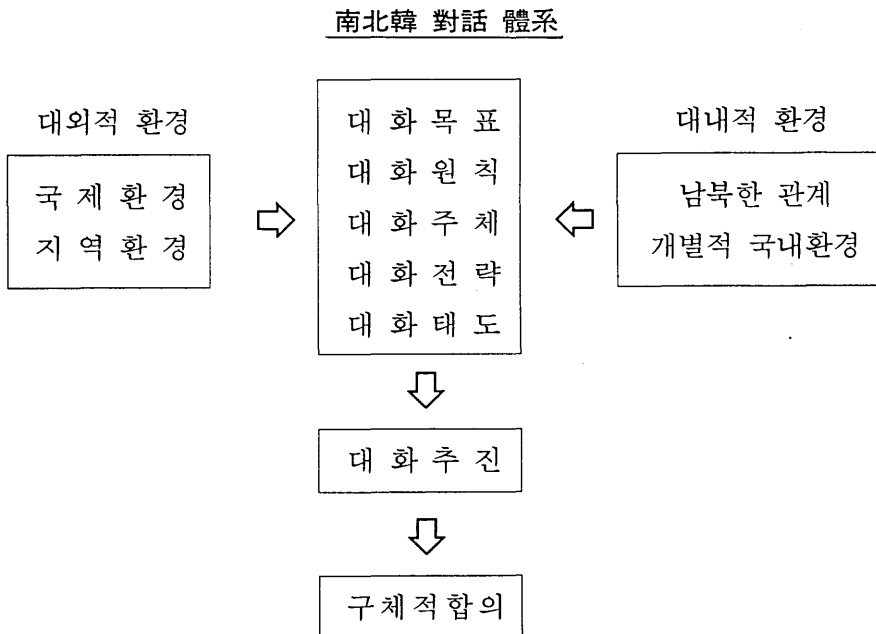 南北韓 對話 體系
대외적 환경
국 제 환 경
지 역 환 경
대 화 목 표
대 화 원 칙
대 화 주 체
대 화 전 략
대 화 태 도
대내적 환경
남북한 관계
개별적 국내환경
대 화 추 진
구체적합의